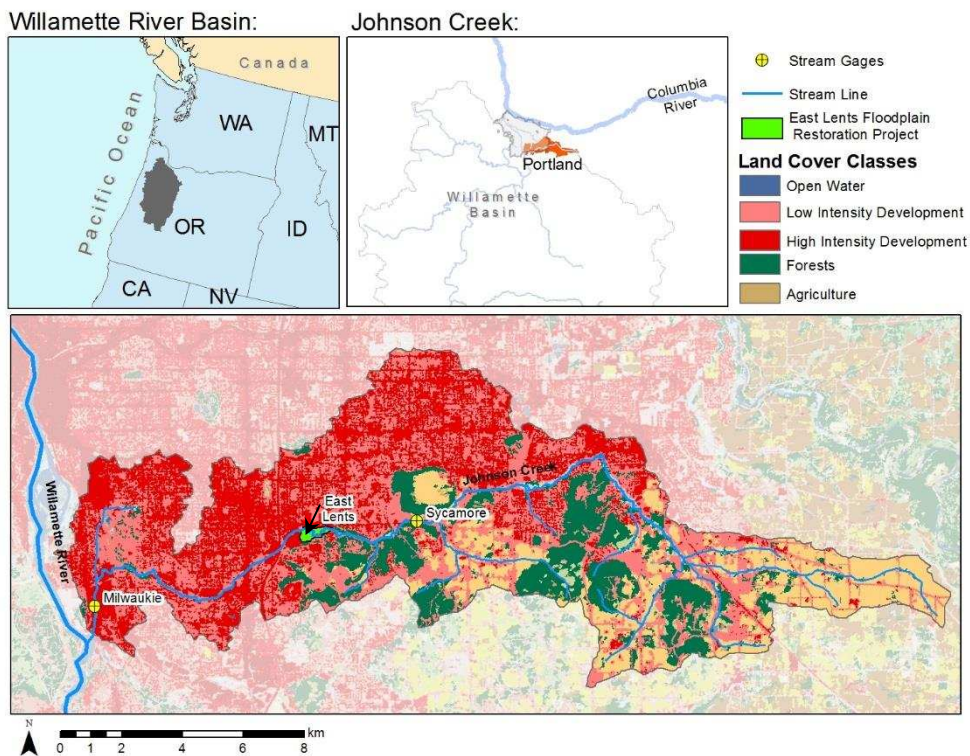 Willamette River Basin:
Johnson Creek:
Canada
Pacific Ocean
WA
MT
OR
ID
CA
NV
Columbia
River
Portland
Willamette
Basin
Stream Gages
Stream Line
East Lents Floodplain
Restoration Project
Land Cover Classes
Open Water
Low Intensity Development
High Intensity Development
Forests
Agriculture
Willamette River
Johnson Creek
East
Lents
Sycamore
Milwaukie
N
km
0 1 2 4 6 8